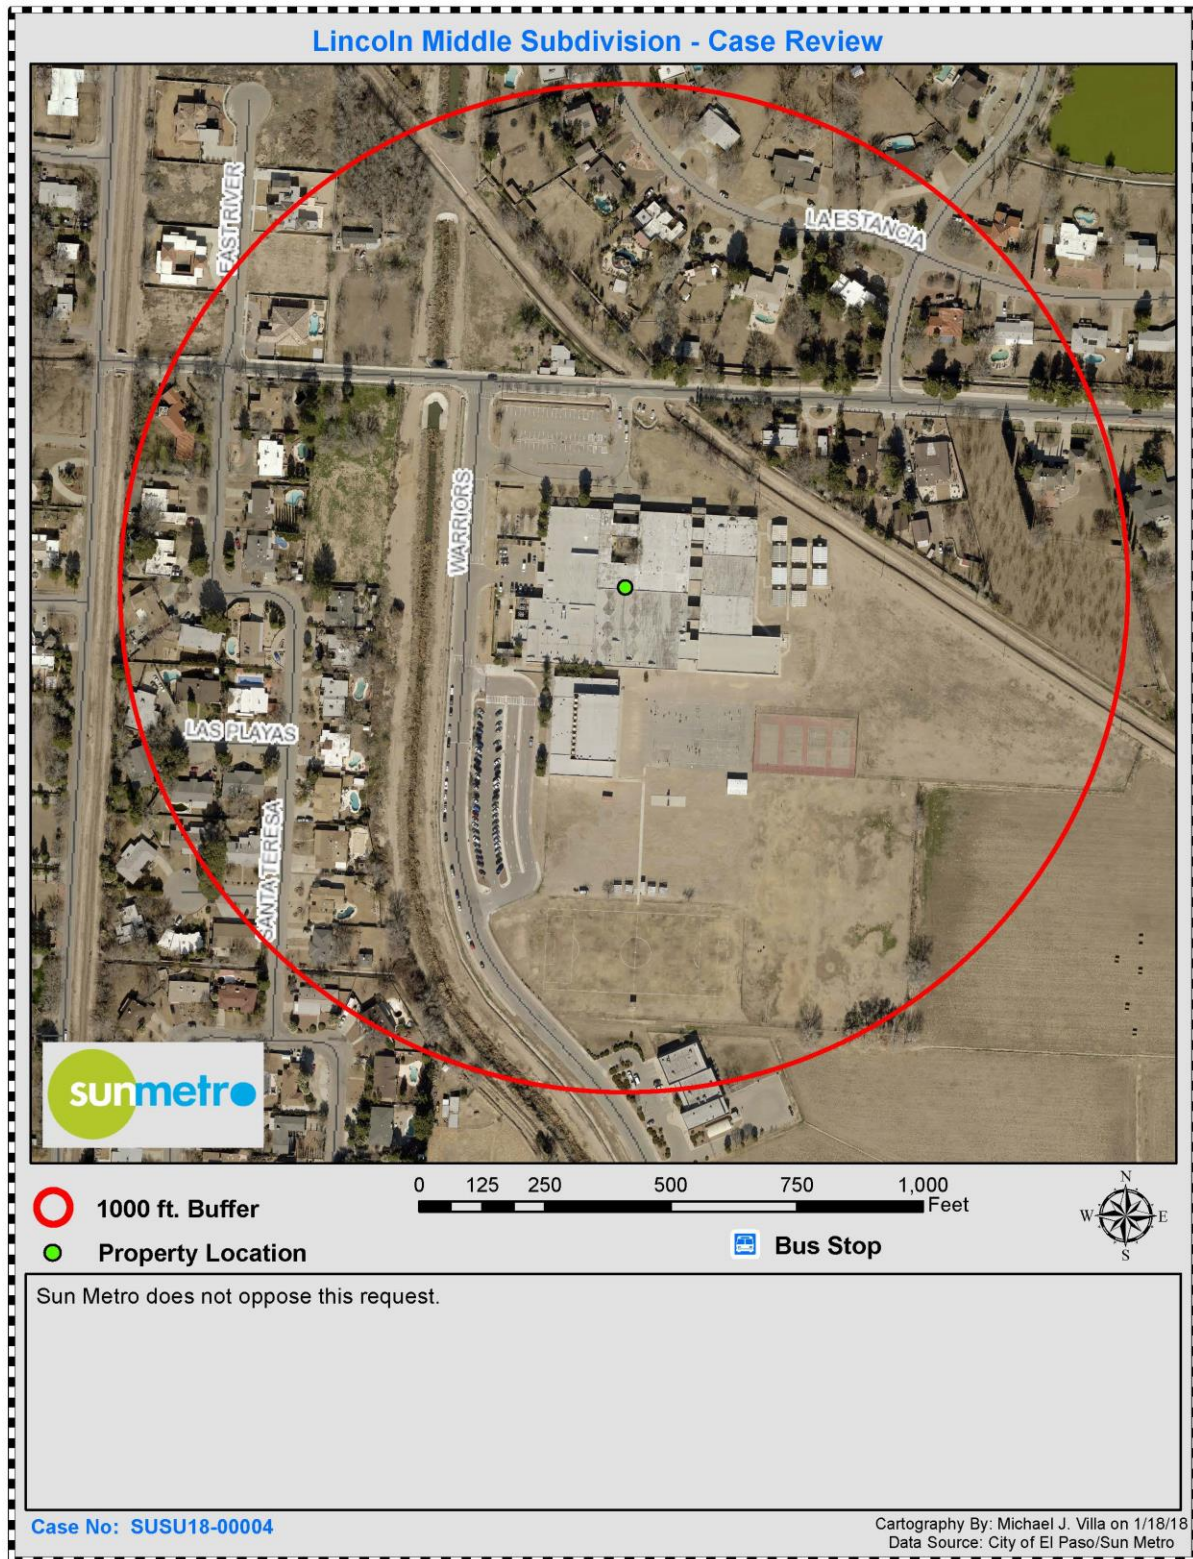 Lincoln Middle Subdivision - Case Review
EAST RIVER
LA ESTANCIA
WARRIORS
LAS PLAYAS
SANTA TERESA
sunmetro
1000 ft. Buffer
Property Location
0 125 250 500 750 1,000
Feet
Bus Stop
N
W E
S
Sun Metro does not oppose this request.
Case No: SUSU18-00004
Cartography By: Michael J. Villa on 1/18/18
Data Source: City of El Paso/Sun Metro